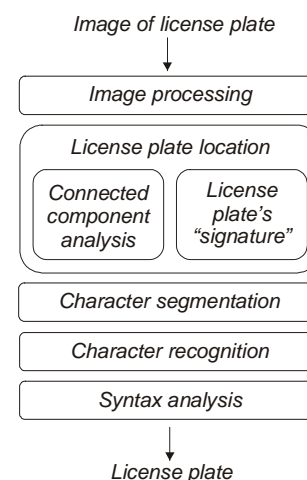 Image of license plate
Image processing
License plate location
Connected
component
analysis
License
plate's
“signature”
Character segmentation
Character recognition
Syntax analysis
License plate